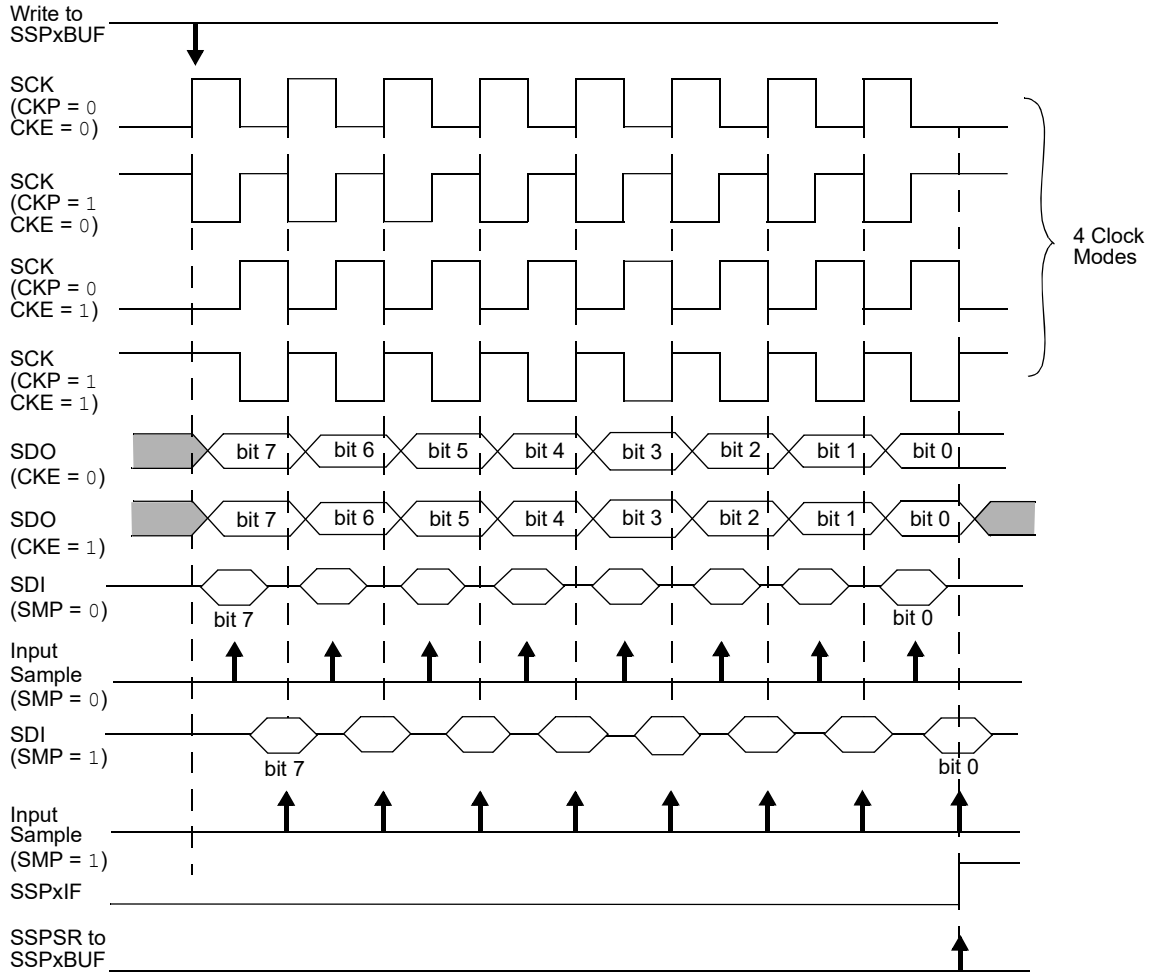 Write to
SSPxBUF
SCK
(CKP = 0
CKE = 0)
SCK
(CKP = 1
CKE = 0)
SCK
(CKP = 0
CKE = 1)
SCK
(CKP = 1
CKE = 1)
4 Clock
Modes
SDO
(CKE = 0)
bit 7 bit 6 bit 5 bit 4 bit 3 bit 2 bit 1 bit 0
SDO
(CKE = 1)
bit 7 bit 6 bit 5 bit 4 bit 3 bit 2 bit 1 bit 0
SDI
(SMP = 0)
bit 7 bit 0
Input
Sample
(SMP = 0)
SDI
(SMP = 1)
bit 7 bit 0
Input
Sample
(SMP = 1)
SSPxIF
SSPSR to
SSPxBUF